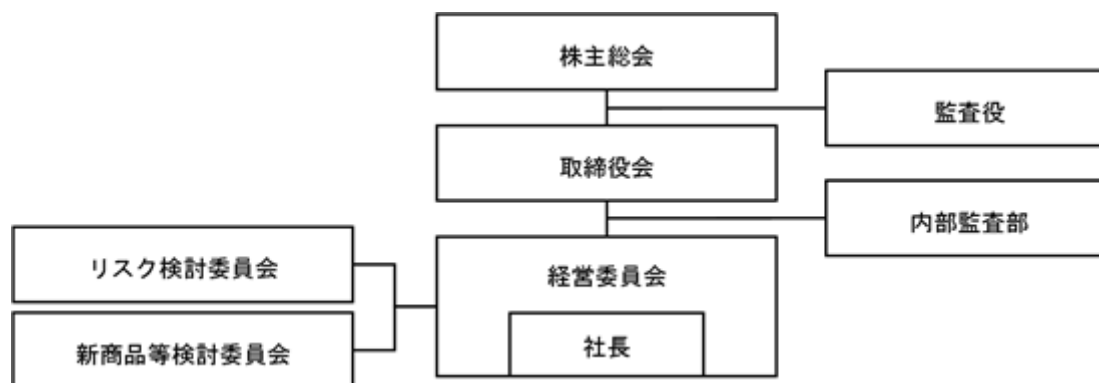 株主総会
監査役
取締役会
内部監査部
リスク検討委員会
経営委員会
新商品等検討委員会
社長